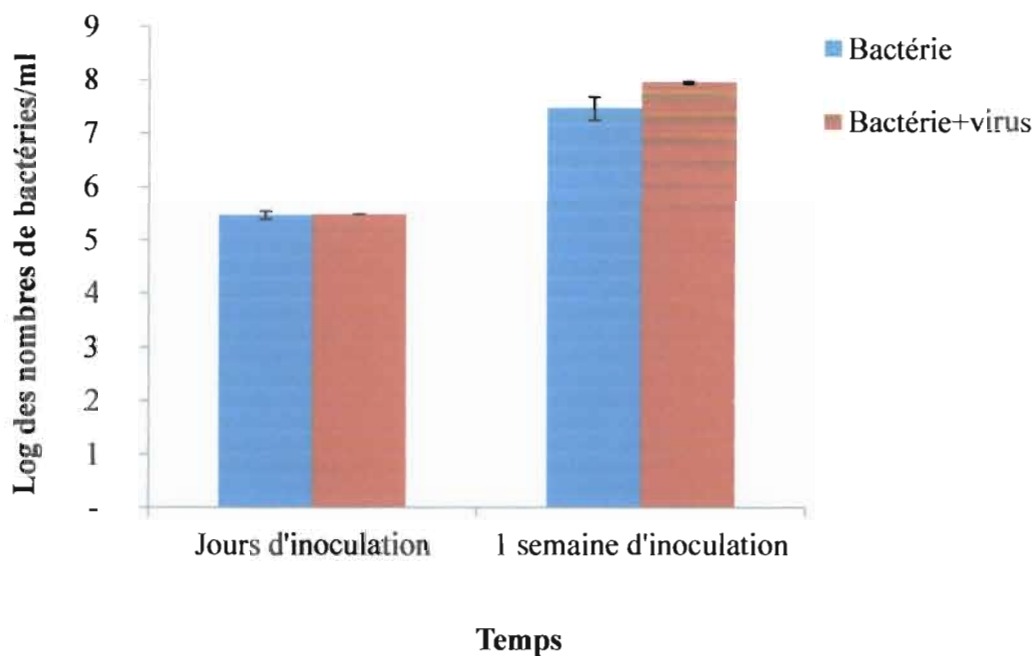 Log des nombres de bactéries/ml
9
8
7
6
5
4
3
2
1
-
Bactérie
Bactérie+virus
Jours d'inoculation
1 semaine d'inoculation
Temps